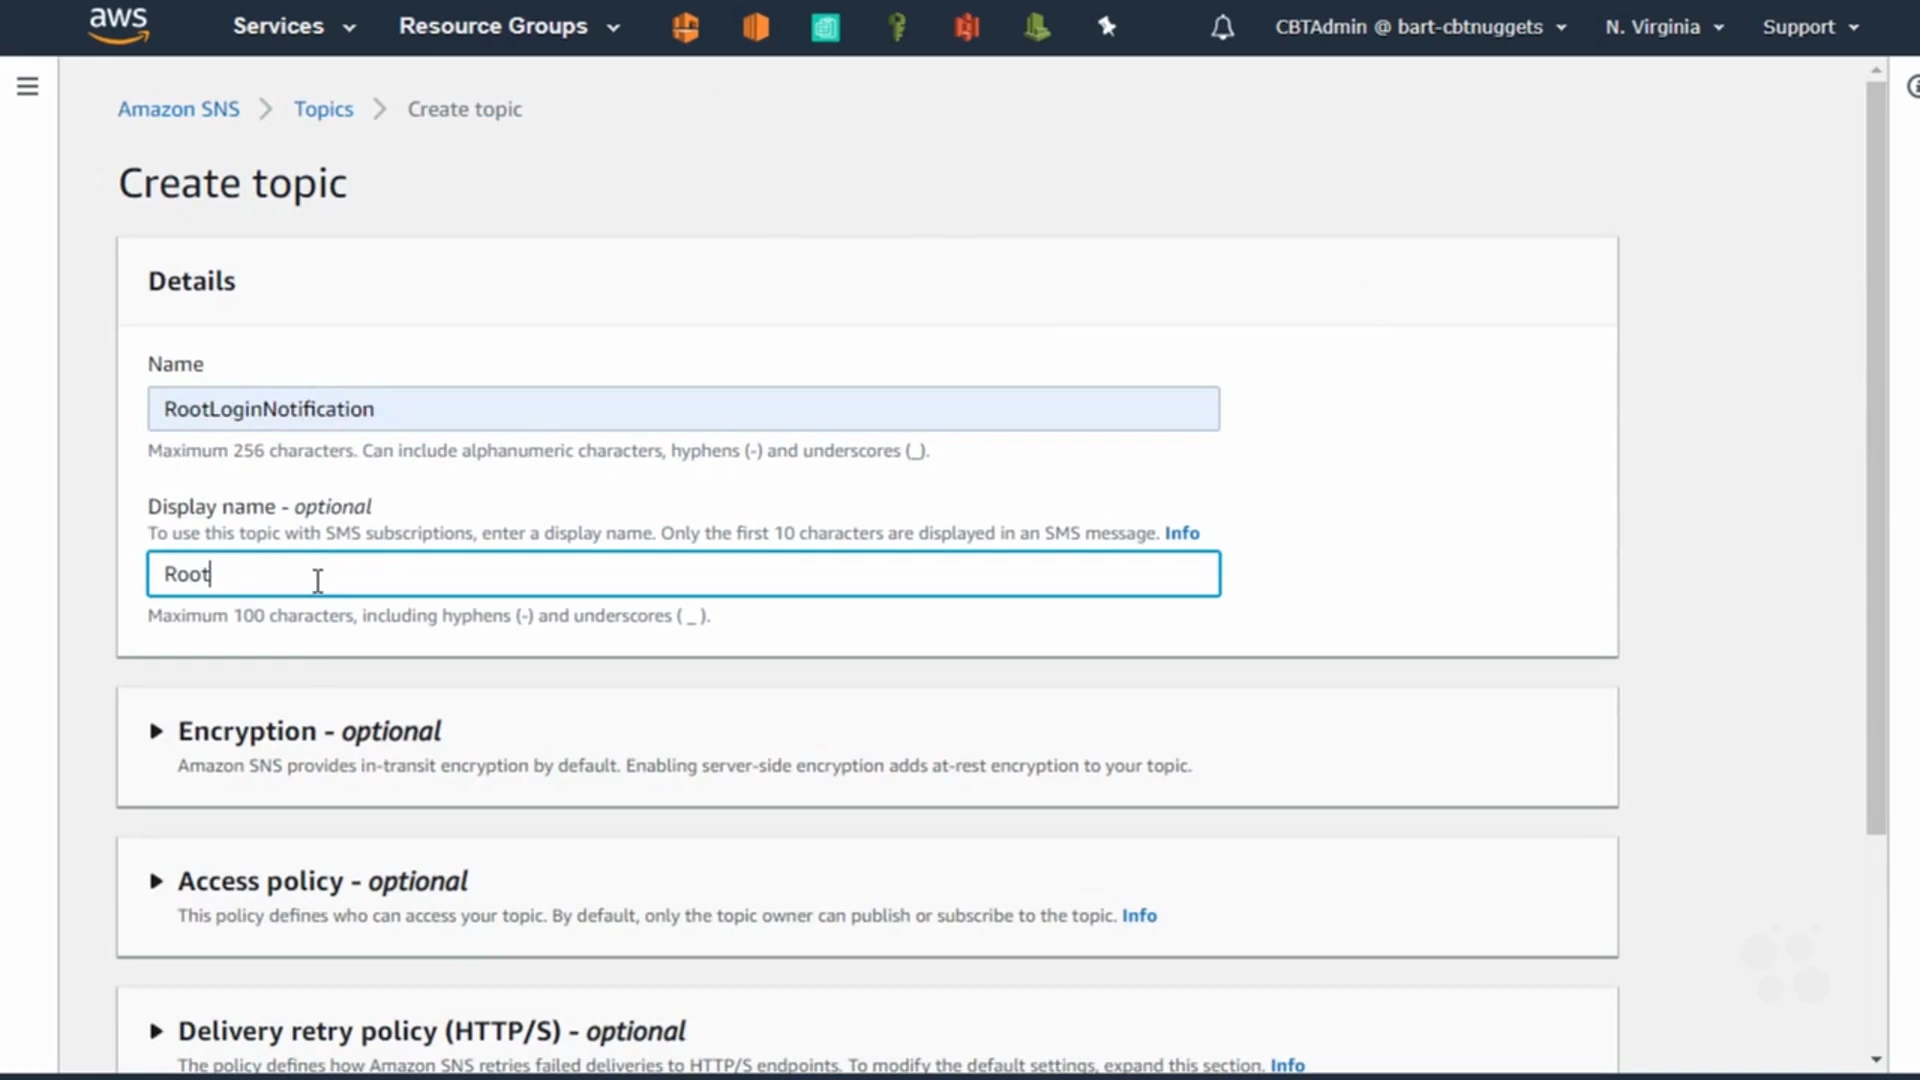 aws Services Resource Groups CBTAdmin @ bart-cbtnuggets N. Virginia Support
Amazon SNS Topics Create topic
Create topic
Details
Name
RootLoginNotification
Maximum 256 characters. Can include alphanumeric characters, hyphens (-) and underscores (_).
Display name - optional
To use this topic with SMS subscriptions, enter a display name. Only the first 10 characters are displayed in an SMS message. Info
Root
Maximum 100 characters, including hyphens (-) and underscores ( _ ).
Encryption - optional
Amazon SNS provides in-transit encryption by default. Enabling server-side encryption adds at-rest encryption to your topic.
Access policy - optional
This policy defines who can access your topic. By default, only the topic owner can publish or subscribe to the topic. Info
Delivery retry policy (HTTP/S) - optional
The policy defines how Amazon SNS retries failed deliveries to HTTP/S endpoints. To modify the default settings, expand this section. Info